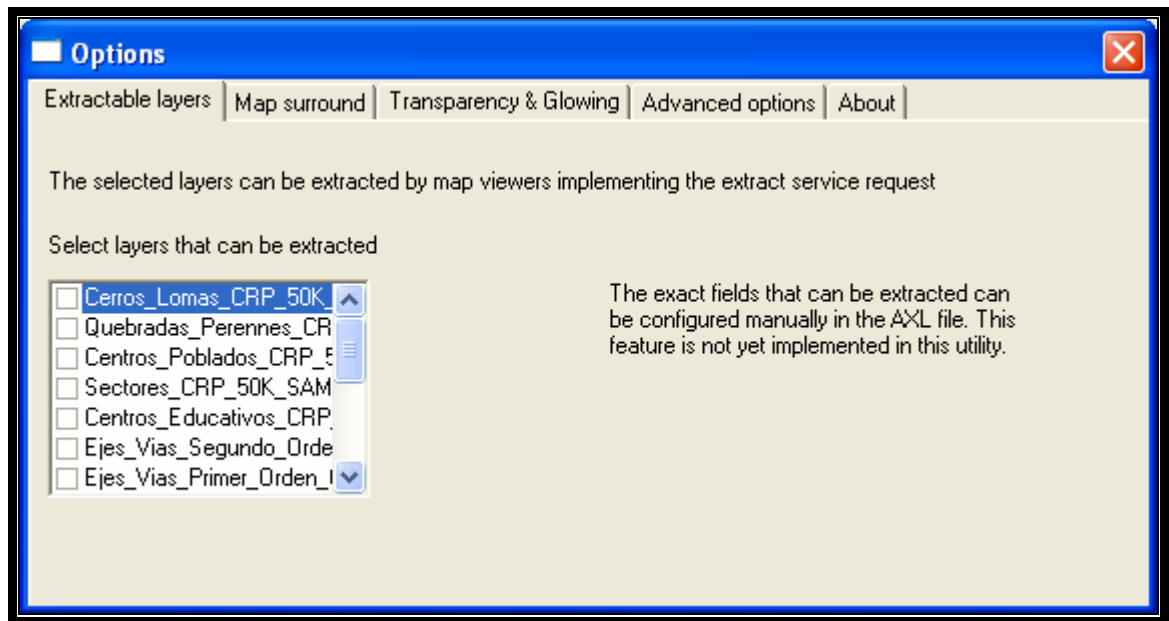 Options
Extractable layers Map surround Transparency & Glowing Advanced options About
The selected layers can be extracted by map viewers implementing the extract service request
Select layers that can be extracted
Cerros_Lomas_CRP_50K_
Quebradas_Perennes_CR
Centros_Poblados_CRP_5
Sectores_CRP_50K_SAM
Centros_Educativos_CRP_
Ejes_Vias_Segundo_Orde
Ejes_Vias_Primer_Orden_
The exact fields that can be extracted can
be configured manually in the AXL file. This
feature is not yet implemented in this utility.